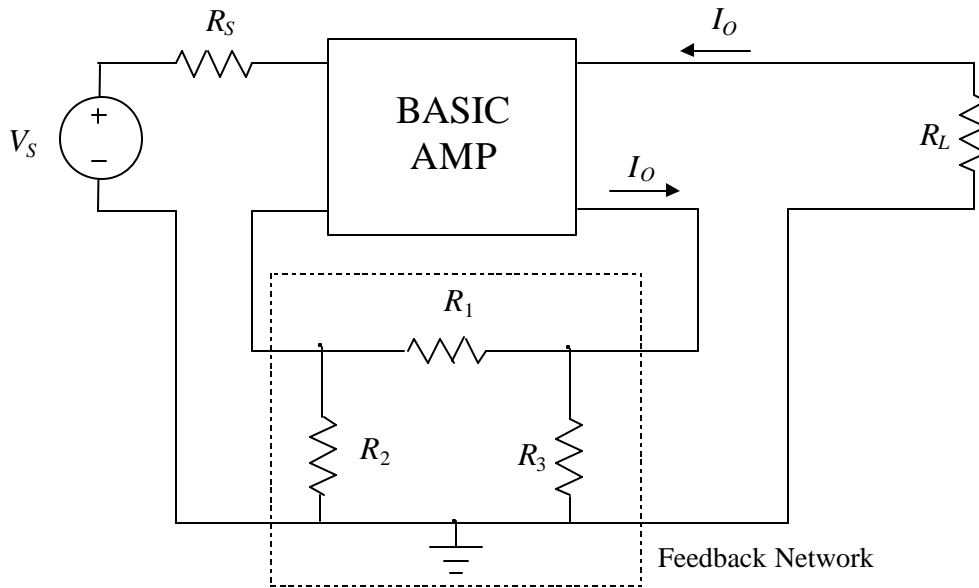 R_S
I_O
BASIC
AMP
+
−
V_S
R_L
I_O
R_1
R_2
R_3
Feedback Network